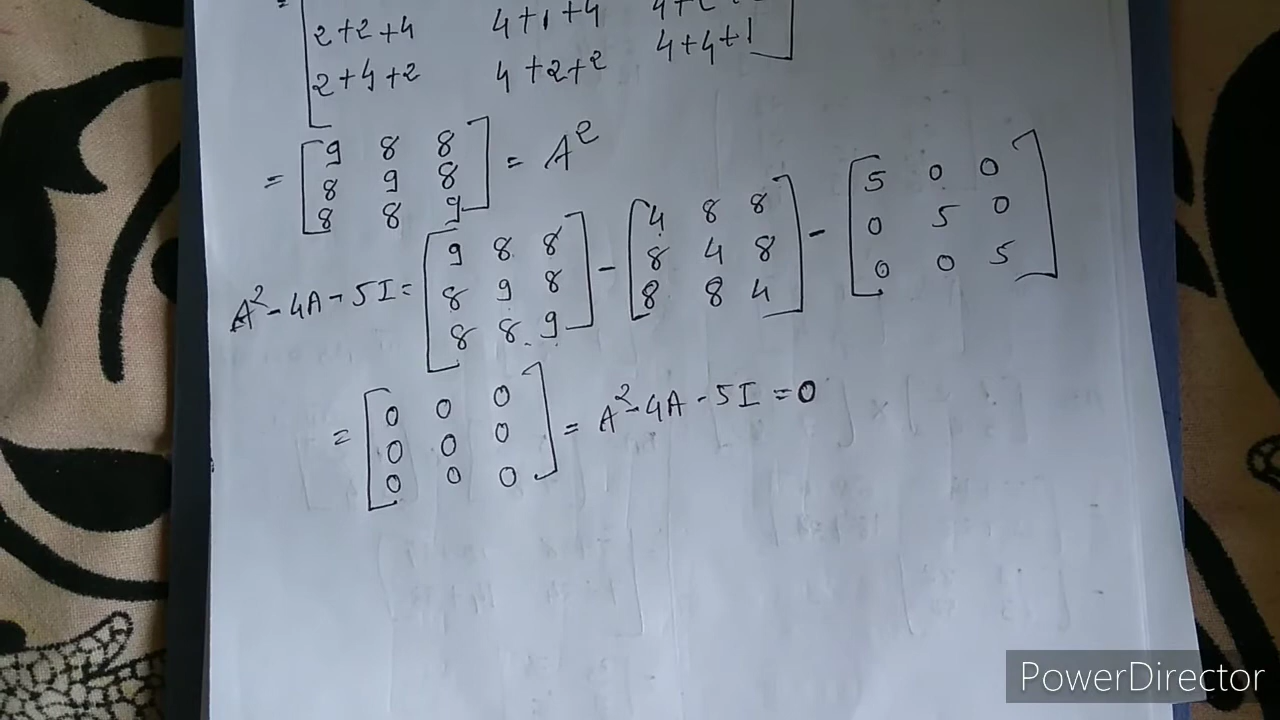 =
2+2+4 4+1+4
2+4+2 4+2+2 4+4+1
= [9 8 8] = A²
8 9 8
8 8 9
A²-4A-5I = [9 8 8] - [4 8 8] - [5 0 0]
8 9 8 8 4 8 0 5 0
8 8 9 8 8 4 0 0 5
= [0 0 0] = A²-4A-5I=0
0 0 0
0 0 0
PowerDirector